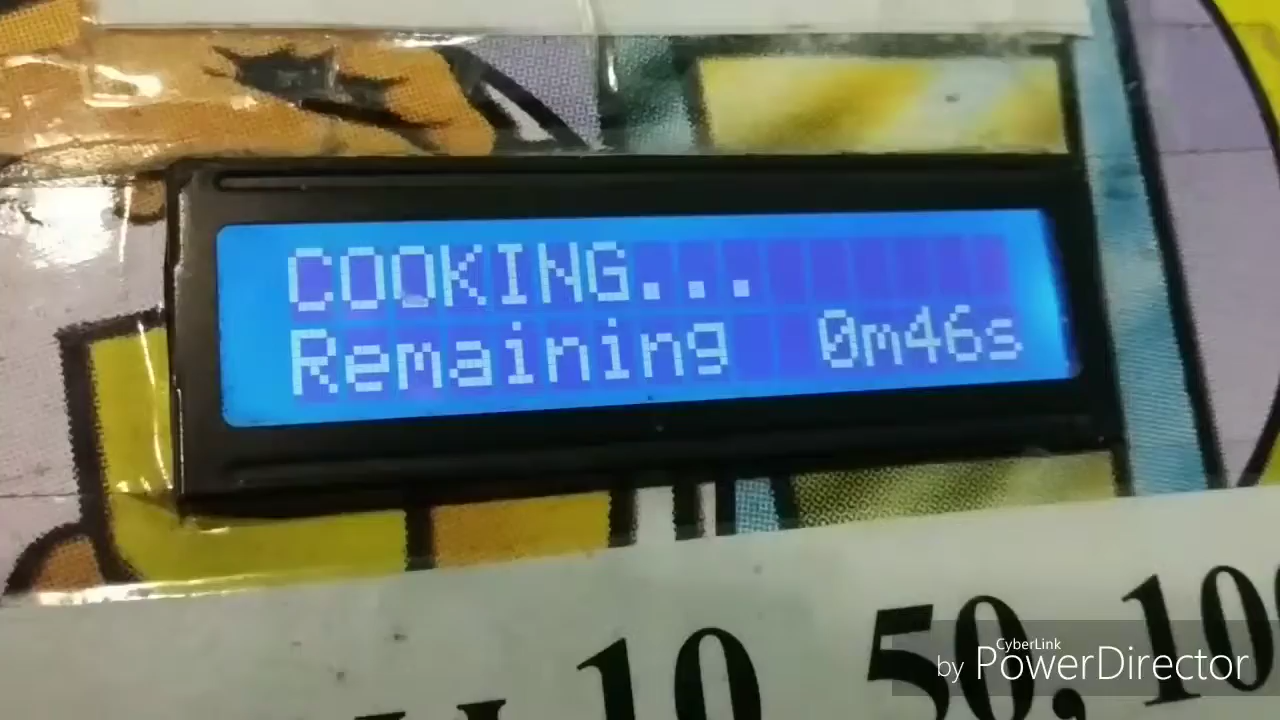 COOKING...
Remaining 0m46s
10, 50, 10
CyberLink
by PowerDirector